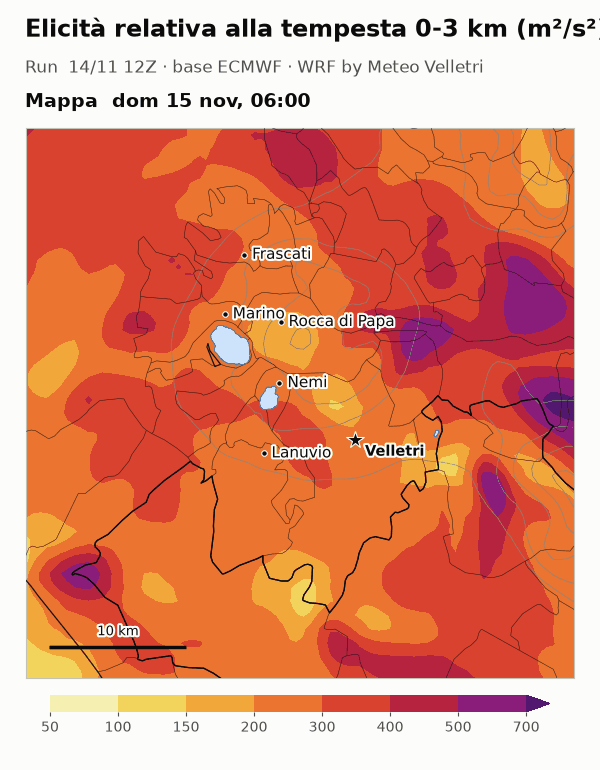 Elicità relativa alla tempesta 0-3 km (m²/s²)
Run 14/11 12Z · base ECMWF · WRF by Meteo Velletri
Mappa dom 15 nov, 06:00
Frascati
Marino
Rocca di Papa
Nemi
Velletri
Lanuvio
10 km
50 100 150 200 300 400 500 700